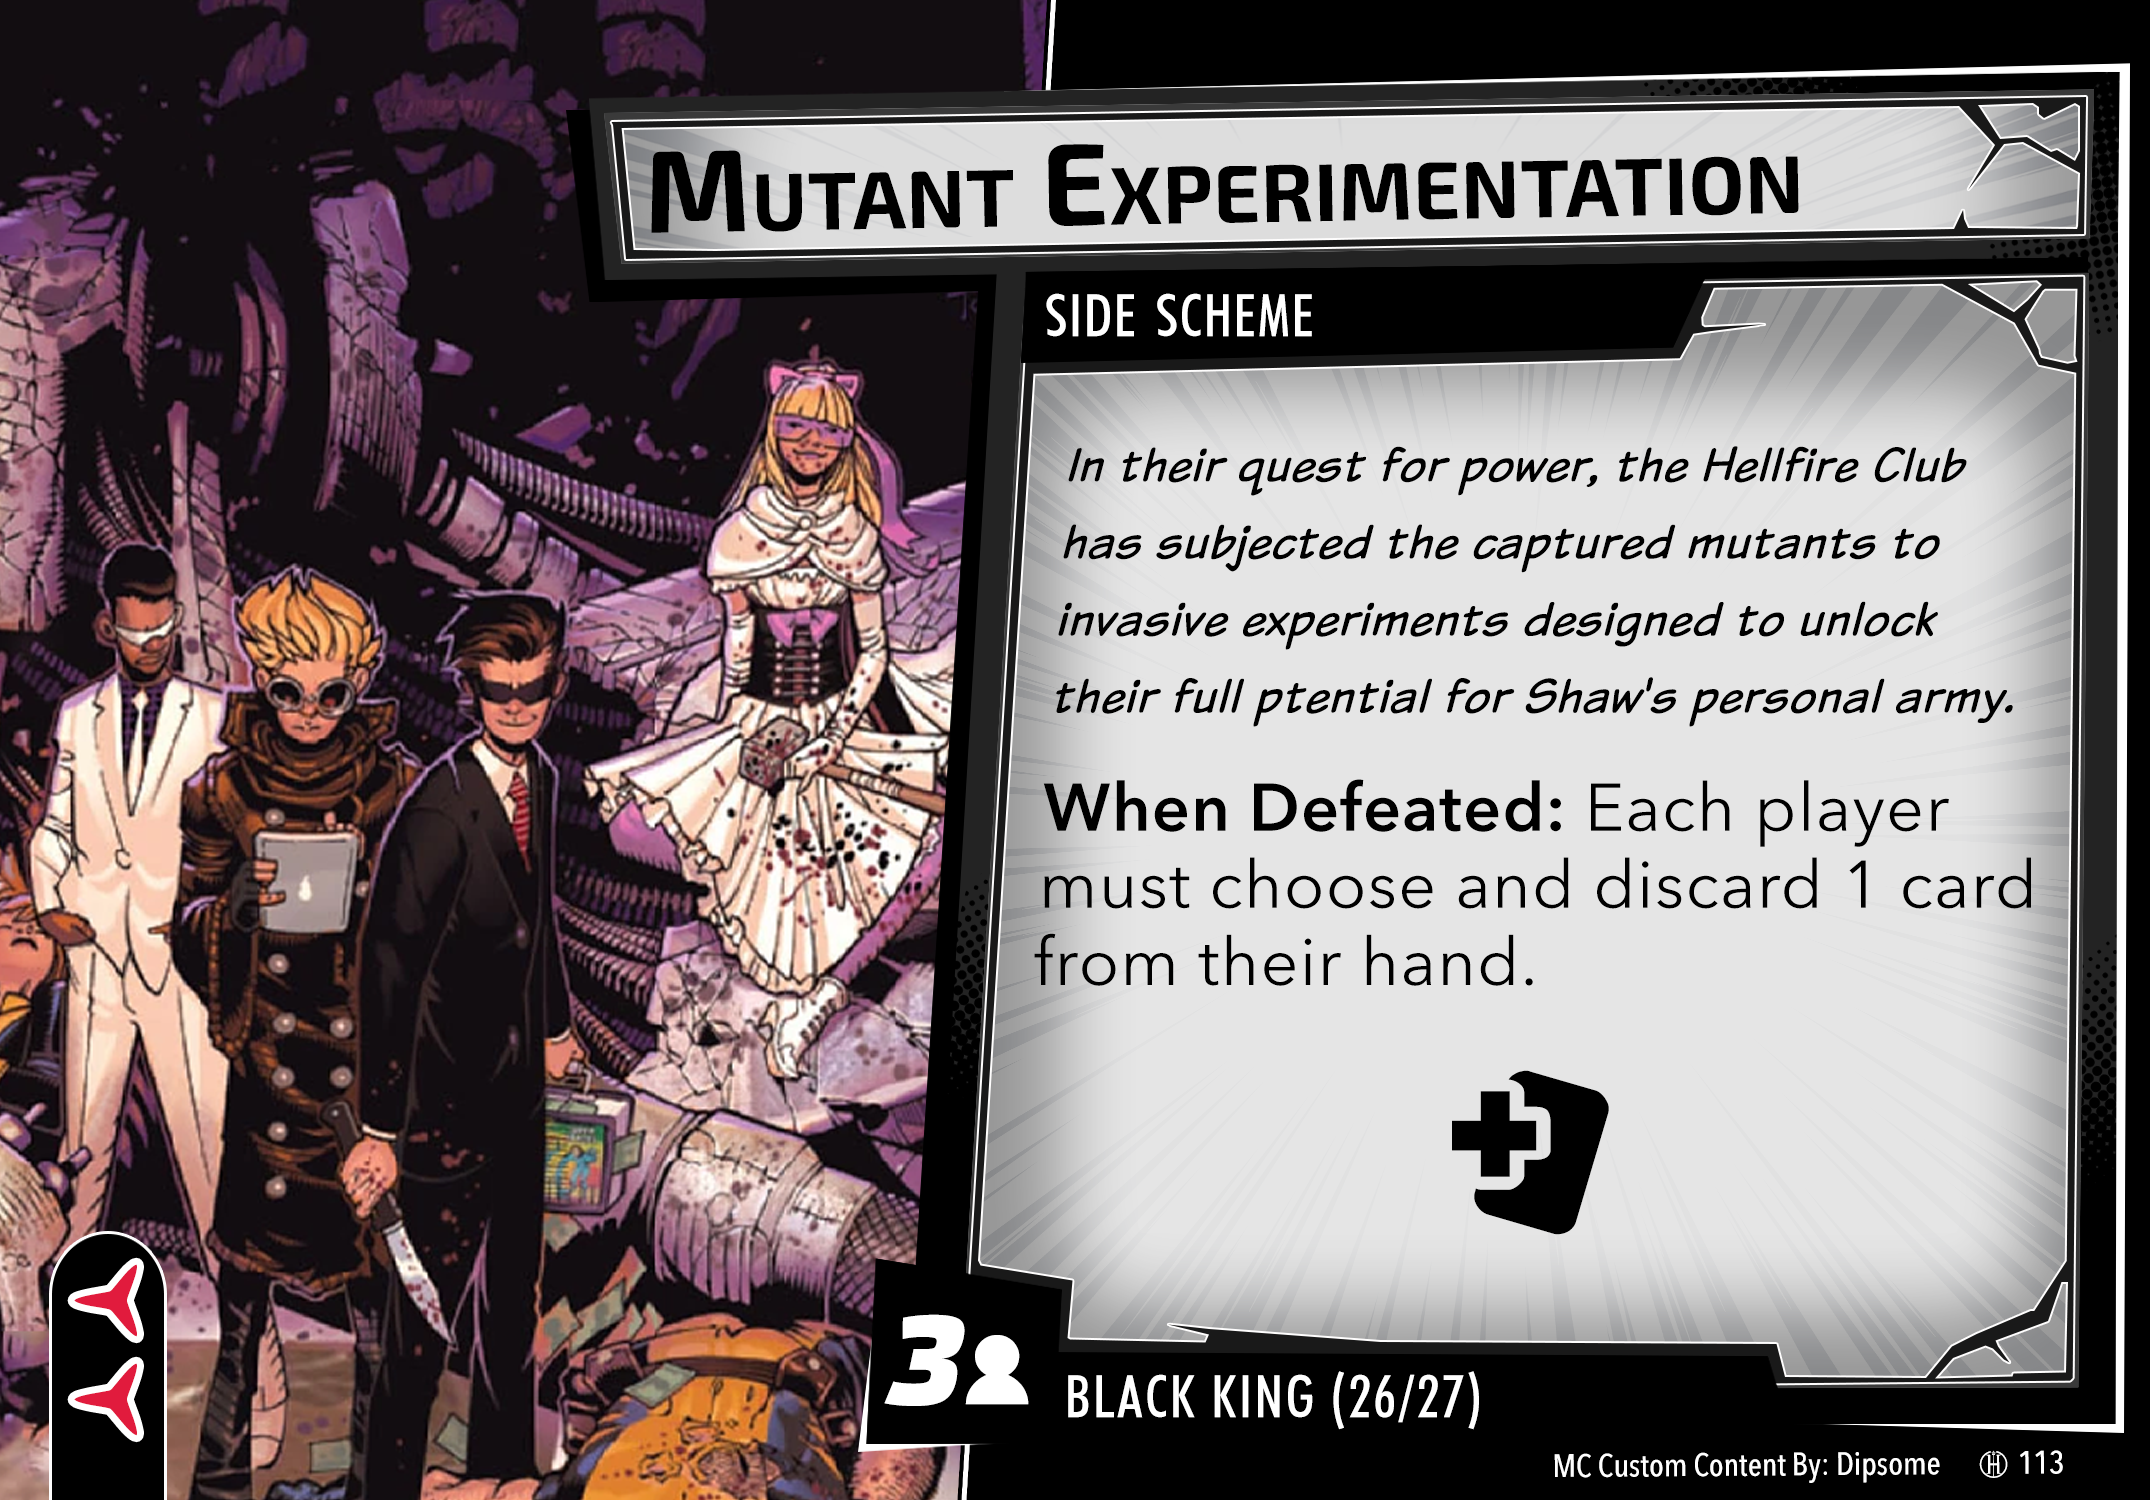 MUTANT EXPERIMENTATION
SIDE SCHEME
In their quest for power, the Hellfire Club
has subjected the captured mutants to
invasive experiments designed to unlock
their full ptential for Shaw's personal army.
When Defeated: Each player
must choose and discard 1 card
from their hand.
3
BLACK KING (26/27)
MC Custom Content By: Dipsome
113